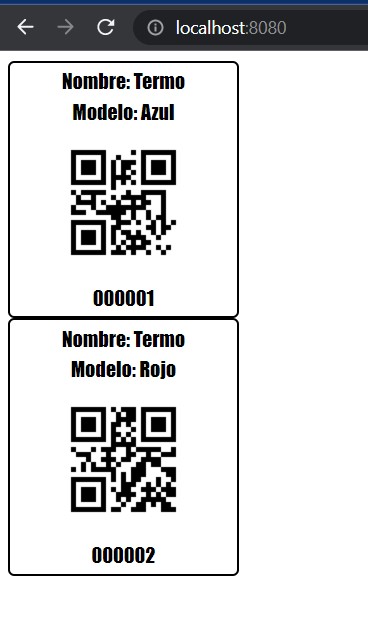 localhost:8080
Nombre: Termo
Modelo: Azul
000001
Nombre: Termo
Modelo: Rojo
000002